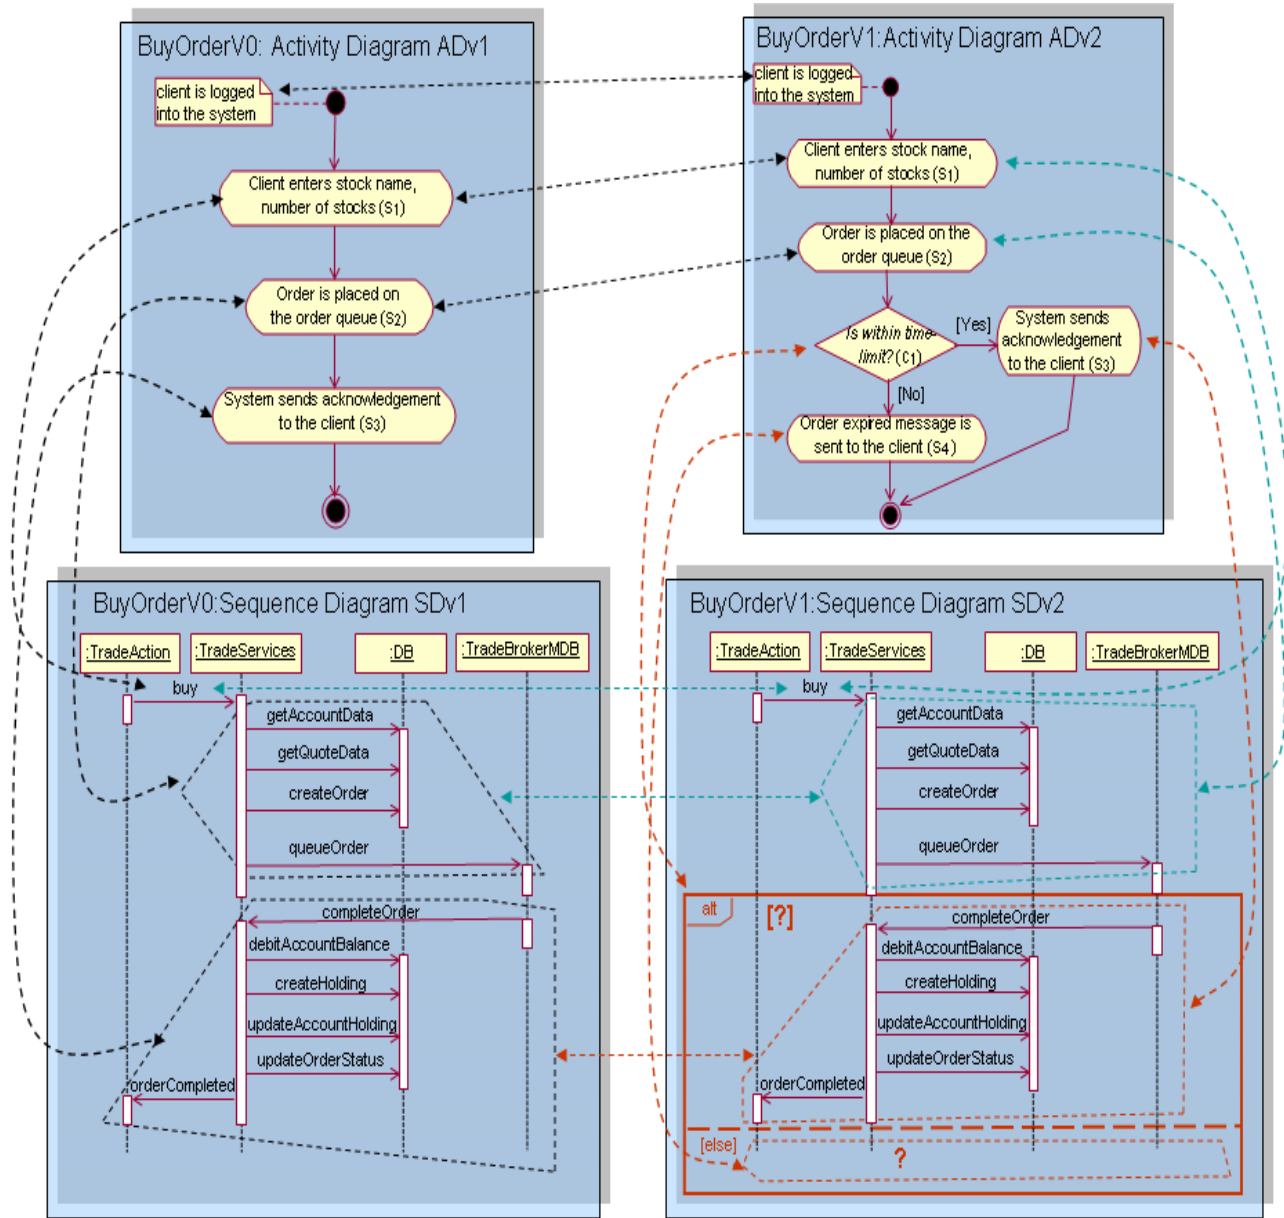 BuyOrderV0: Activity Diagram ADv1
client is logged
into the system
Client enters stock name,
number of stocks (S1)
Order is placed on
the order queue (S2)
System sends acknowledgement
to the client (S3)
BuyOrderV1:Activity Diagram ADv2
client is logged
into the system
Client enters stock name,
number of stocks (S1)
Order is placed on the
order queue (S2)
Is within time-
limit? (C1)
[Yes]
System sends
acknowledgement
to the client (S3)
[No]
Order expired message is
sent to the client (S4)
BuyOrderV0:Sequence Diagram SDv1
:TradeAction
:TradeServices
:DB
:TradeBrokerMDB
buy
getAccountData
getQuoteData
createOrder
queueOrder
completeOrder
debitAccountBalance
createHolding
updateAccountHolding
updateOrderStatus
orderCompleted
BuyOrderV1:Sequence Diagram SDv2
:TradeAction
:TradeServices
:DB
:TradeBrokerMDB
buy
getAccountData
getQuoteData
createOrder
queueOrder
alt
[?]
completeOrder
debitAccountBalance
createHolding
updateAccountHolding
updateOrderStatus
orderCompleted
[else]
?